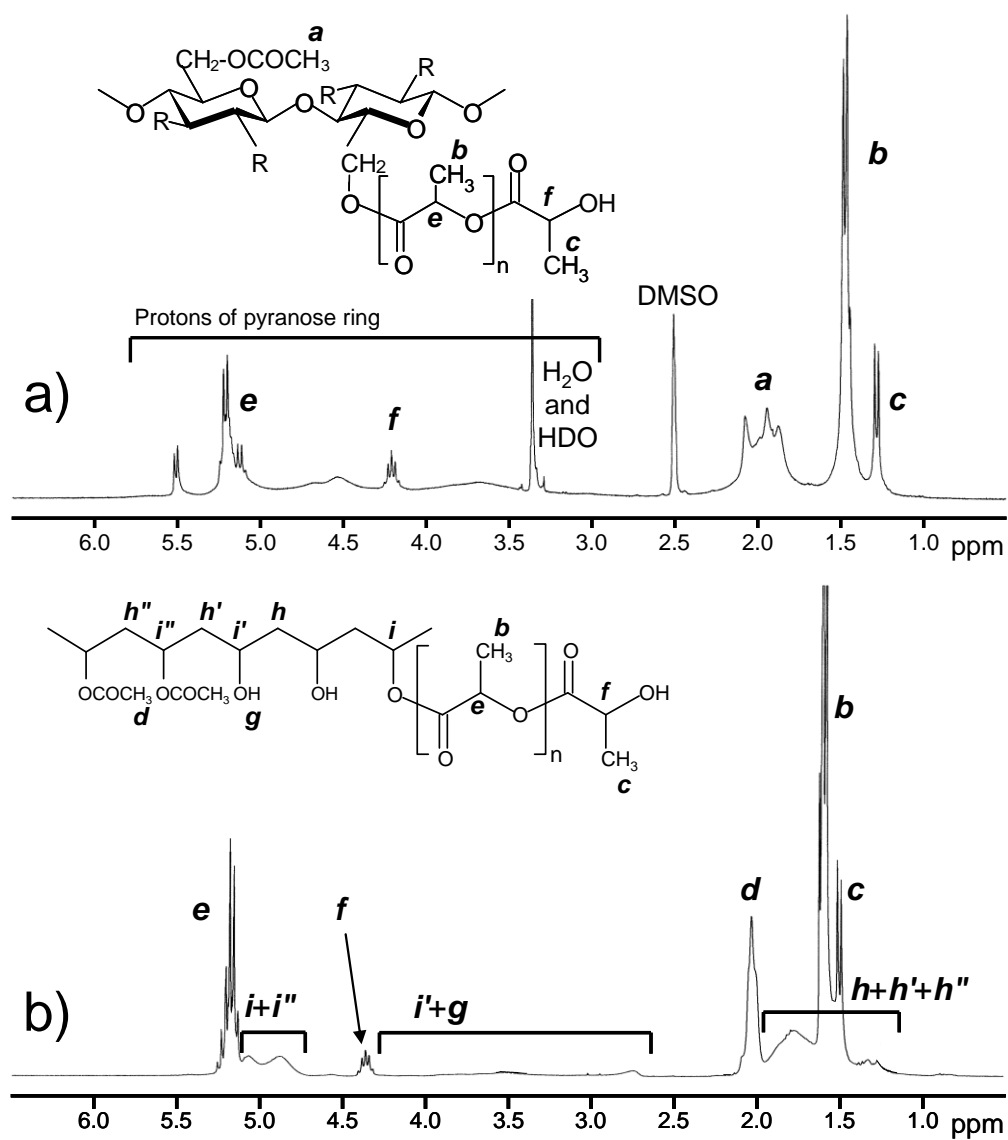 a
CH2-OCOCH3
R
O
O
O
R
O
O
R
R
CH2
O
b
CH3
O
f
OH
e
O
c
O
n
CH3
b
DMSO
Protons of pyranose ring
a)
e
f
H2O
and
HDO
a
c
6.0 5.5 5.0 4.5 4.0 3.5 3.0 2.5 2.0 1.5 1.0 ppm
h" h' h
i" i' i
b
CH3
O
f
OH
OCOCH3 OCOCH3 OH OH O
d g
e
O
O
n
CH3
c
b
e
f
d
c
i+i"
i'+g
h+h'+h"
b)
6.0 5.5 5.0 4.5 4.0 3.5 3.0 2.5 2.0 1.5 1.0 ppm